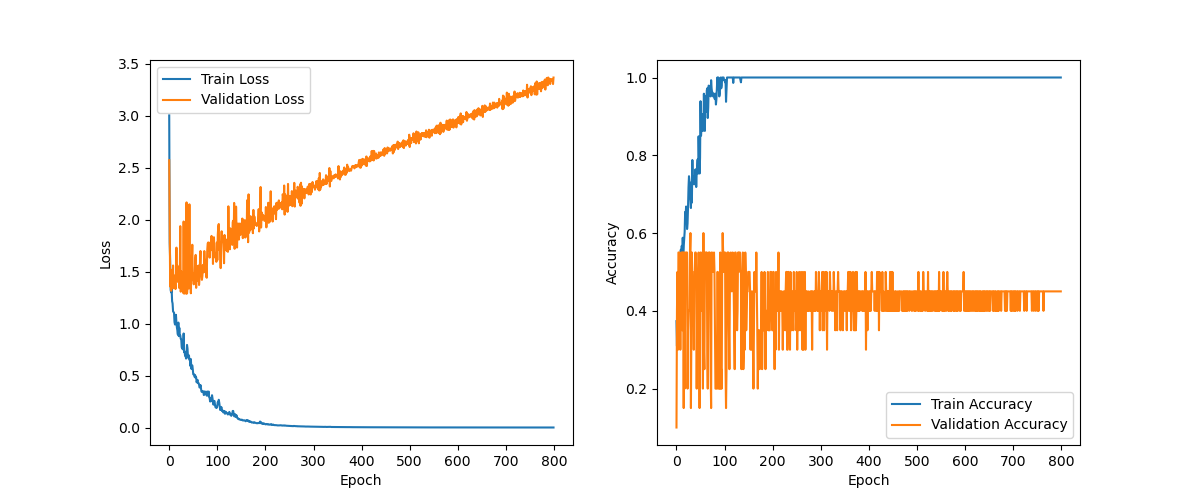 Train Loss
Validation Loss
3.5
3.0
2.5
2.0
1.5
1.0
0.5
0.0
Loss
0 100 200 300 400 500 600 700 800
Epoch
1.0
0.8
0.6
0.4
0.2
Accuracy
Train Accuracy
Validation Accuracy
0 100 200 300 400 500 600 700 800
Epoch